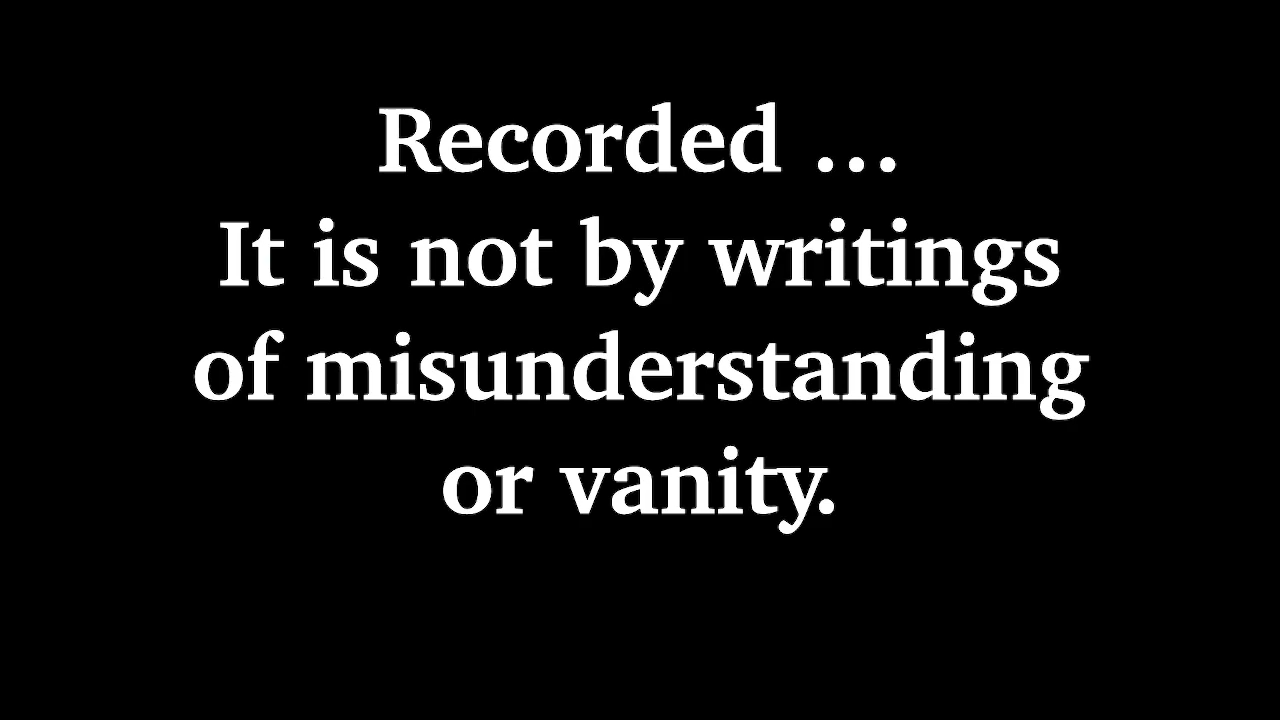 Recorded …
It is not by writings
of misunderstanding
or vanity.